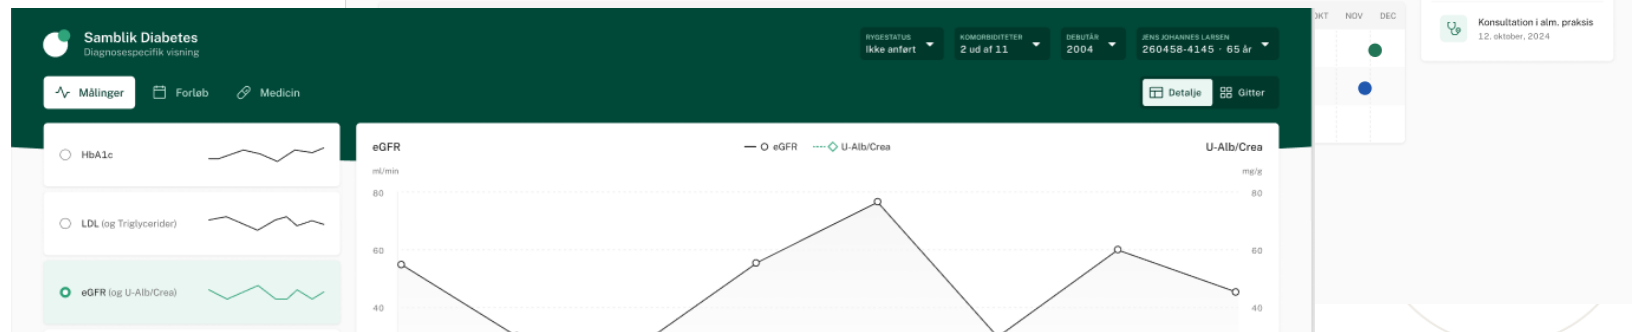 Samblik Diabetes
Diagnosespecifik visning
RYGESTATUS
Ikke anført
KOMORBIDITETER
2 ud af 11
DEBUTÅR
2004
JENS JOHANNES LARSEN
260458-4145 · 65 år
Målinger
Forløb
Medicin
Detalje
Gitter
HbA1c
LDL (og Triglycerider)
eGFR (og U-Alb/Crea)
eGFR
eGFR
U-Alb/Crea
U-Alb/Crea
ml/min
mg/g
80
80
60
60
40
40
NOV
DEC
Konsultation i alm. praksis
12. oktober, 2024